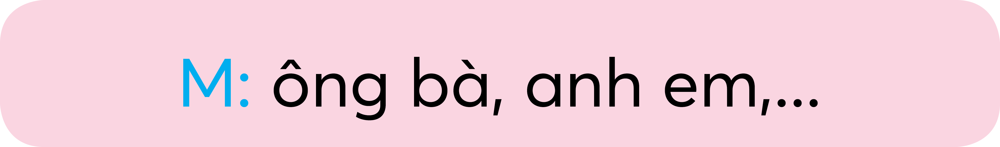 M: ông bà, anh em,...